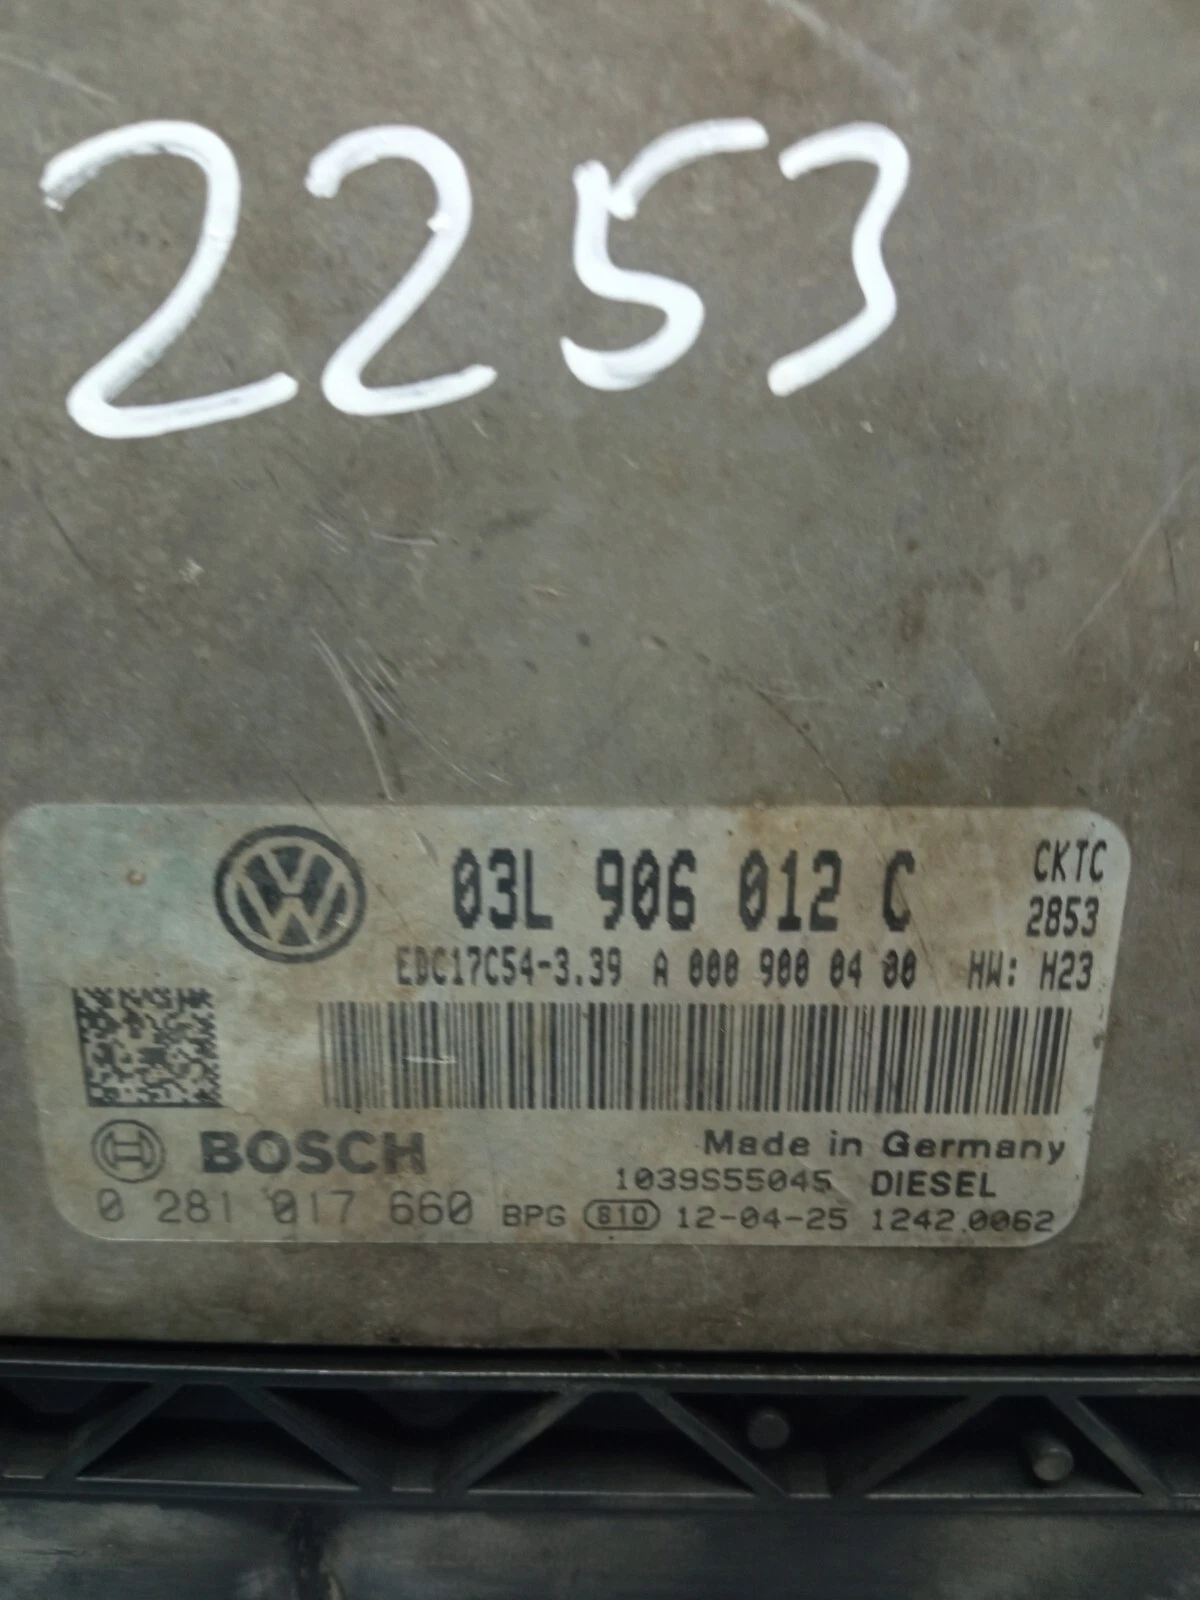 2253
03L 906 012 C CKTC
2853
EDC17C54-3.39 A 000 900 04 00 HW: H23
BOSCH Made in Germany
1039S55045 DIESEL
0 281 017 660 BPG 810 12-04-25 1242.0062